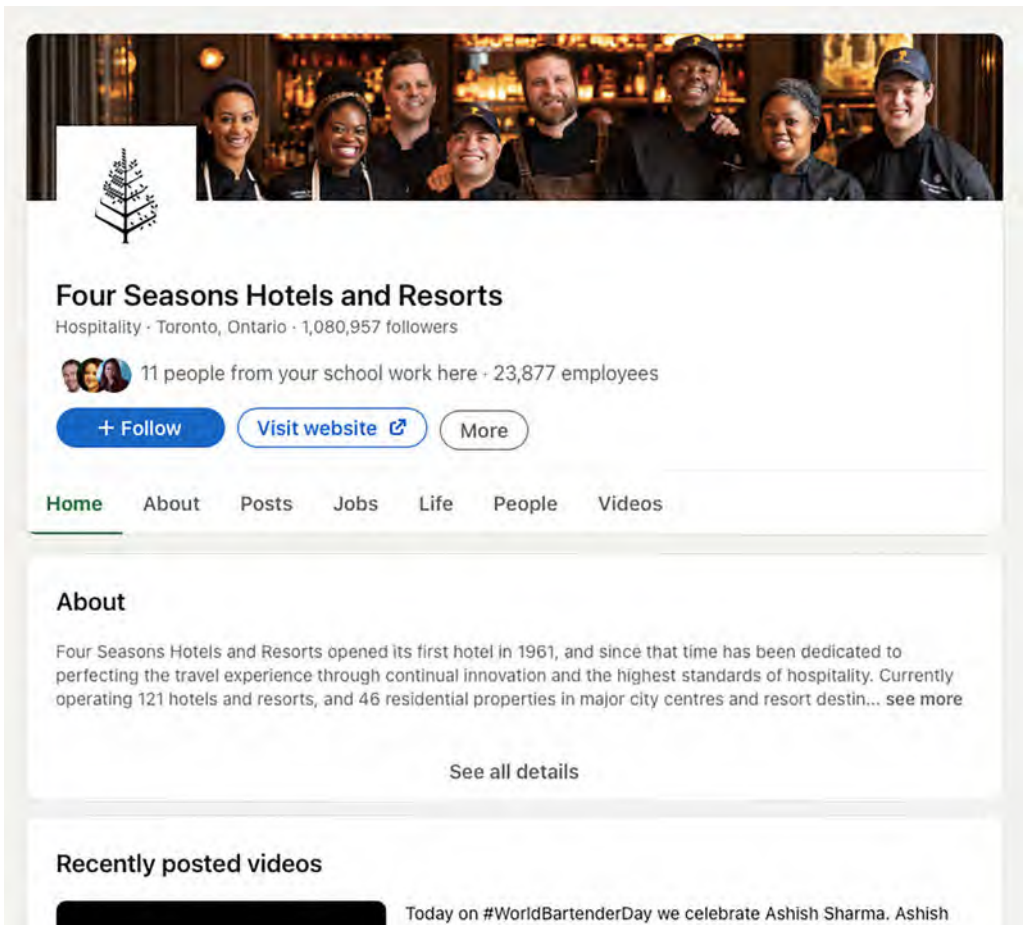 Four Seasons Hotels and Resorts
Hospitality · Toronto, Ontario · 1,080,957 followers
11 people from your school work here · 23,877 employees
+ Follow Visit website More
Home About Posts Jobs Life People Videos
About
Four Seasons Hotels and Resorts opened its first hotel in 1961, and since that time has been dedicated to
perfecting the travel experience through continual innovation and the highest standards of hospitality. Currently
operating 121 hotels and resorts, and 46 residential properties in major city centres and resort destin... see more
See all details
Recently posted videos
Today on #WorldBartenderDay we celebrate Ashish Sharma. Ashish